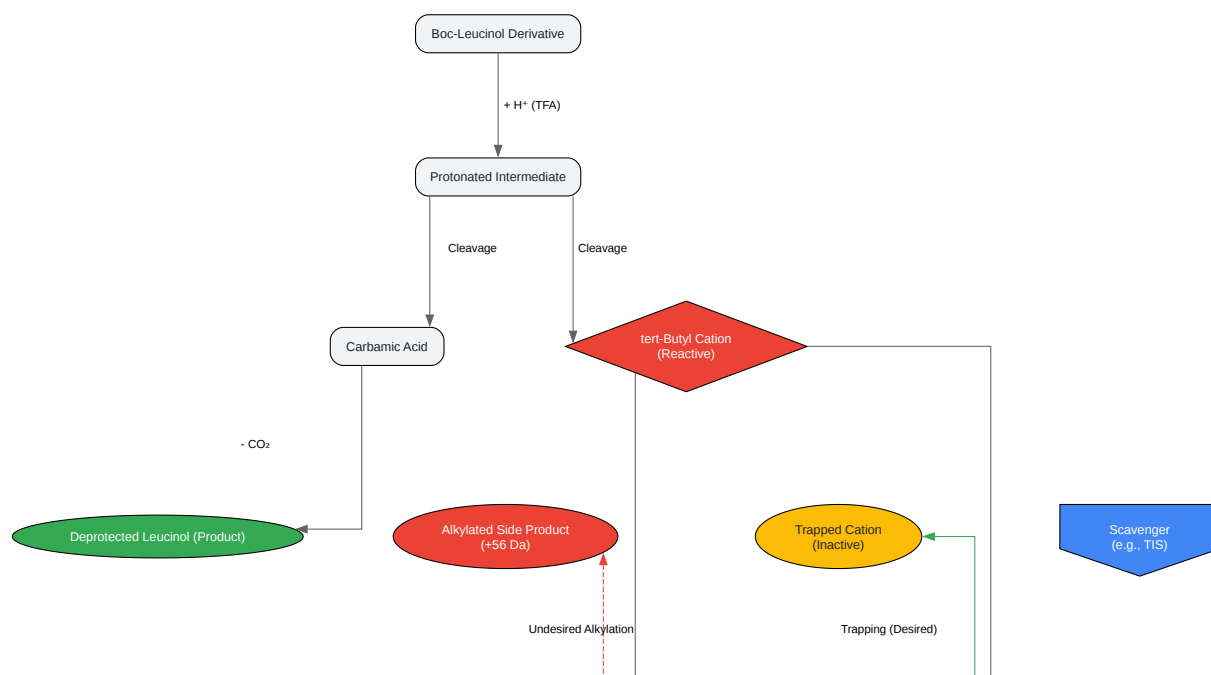 Boc-Leucinol Derivative
+ H⁺ (TFA)
Protonated Intermediate
Cleavage
Cleavage
tert-Butyl Cation
(Reactive)
Carbamic Acid
- CO₂
Deprotected Leucinol (Product)
Alkylated Side Product
(+56 Da)
Trapped Cation
(Inactive)
Scavenger
(e.g., TIS)
Undesired Alkylation
Trapping (Desired)